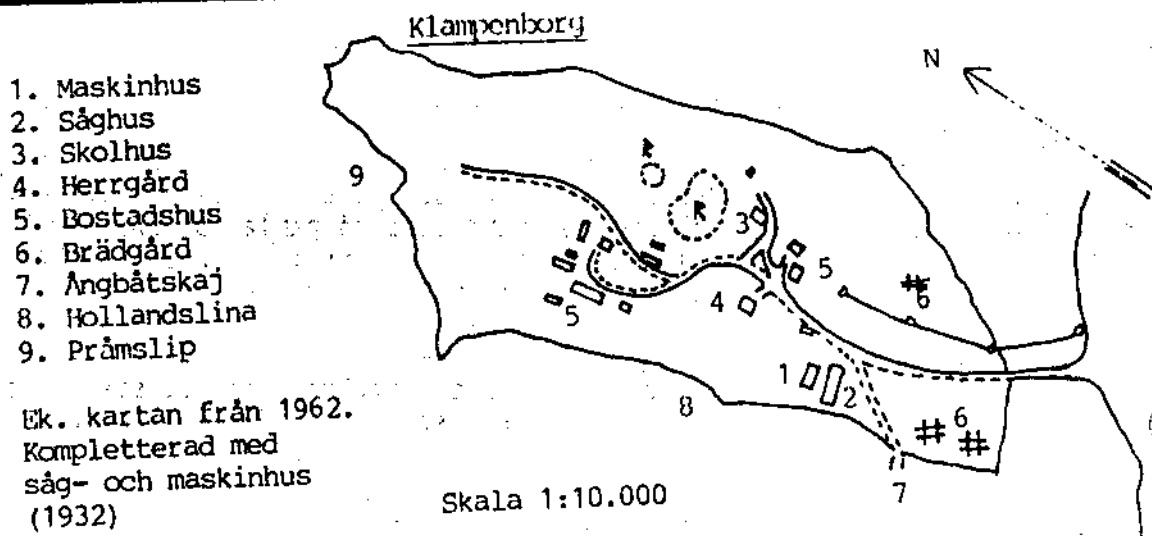 Klampenborg
1. Maskinhus
2. Såghus
3. Skolhus
4. Herrgård
5. Bostadshus
6. Brädgård
7. Ångbåtskaj
8. Hollandslina
9. Pråmslip
Ek. kartan från 1962.
Kompletterad med
såg- och maskinhus
(1932)
Skala 1:10.000
N
9
R
3
5
6
4
5
1
2
8
6
7